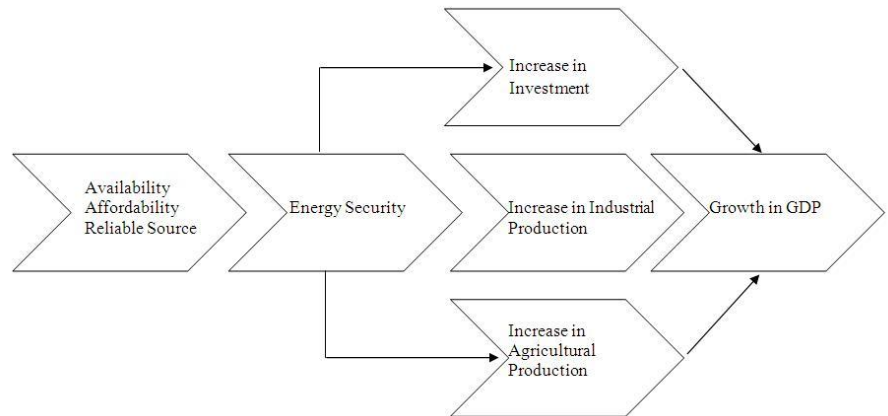 Increase in
Investment
Availability
Affordability
Reliable Source
Energy Security
Increase in Industrial
Production
Growth in GDP
Increase in
Agricultural
Production